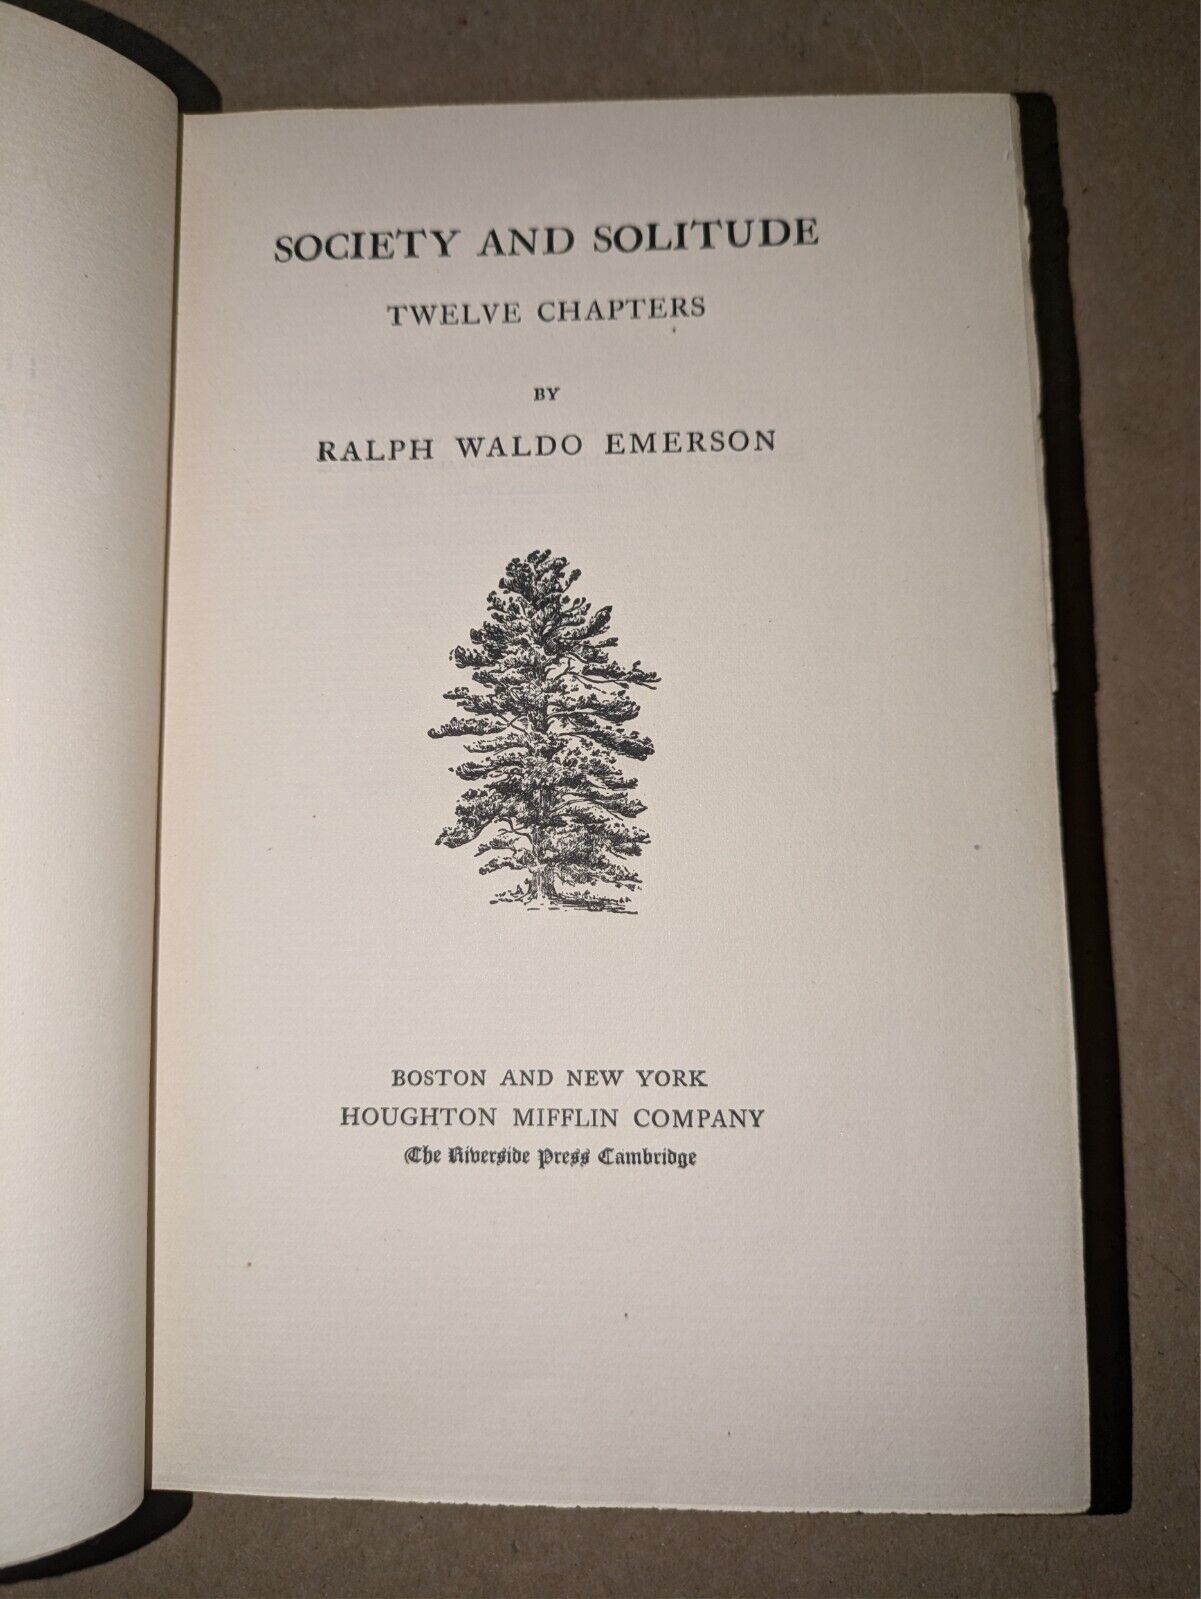 SOCIETY AND SOLITUDE
TWELVE CHAPTERS
BY
RALPH WALDO EMERSON
BOSTON AND NEW YORK
HOUGHTON MIFFLIN COMPANY
The Riverside Press Cambridge